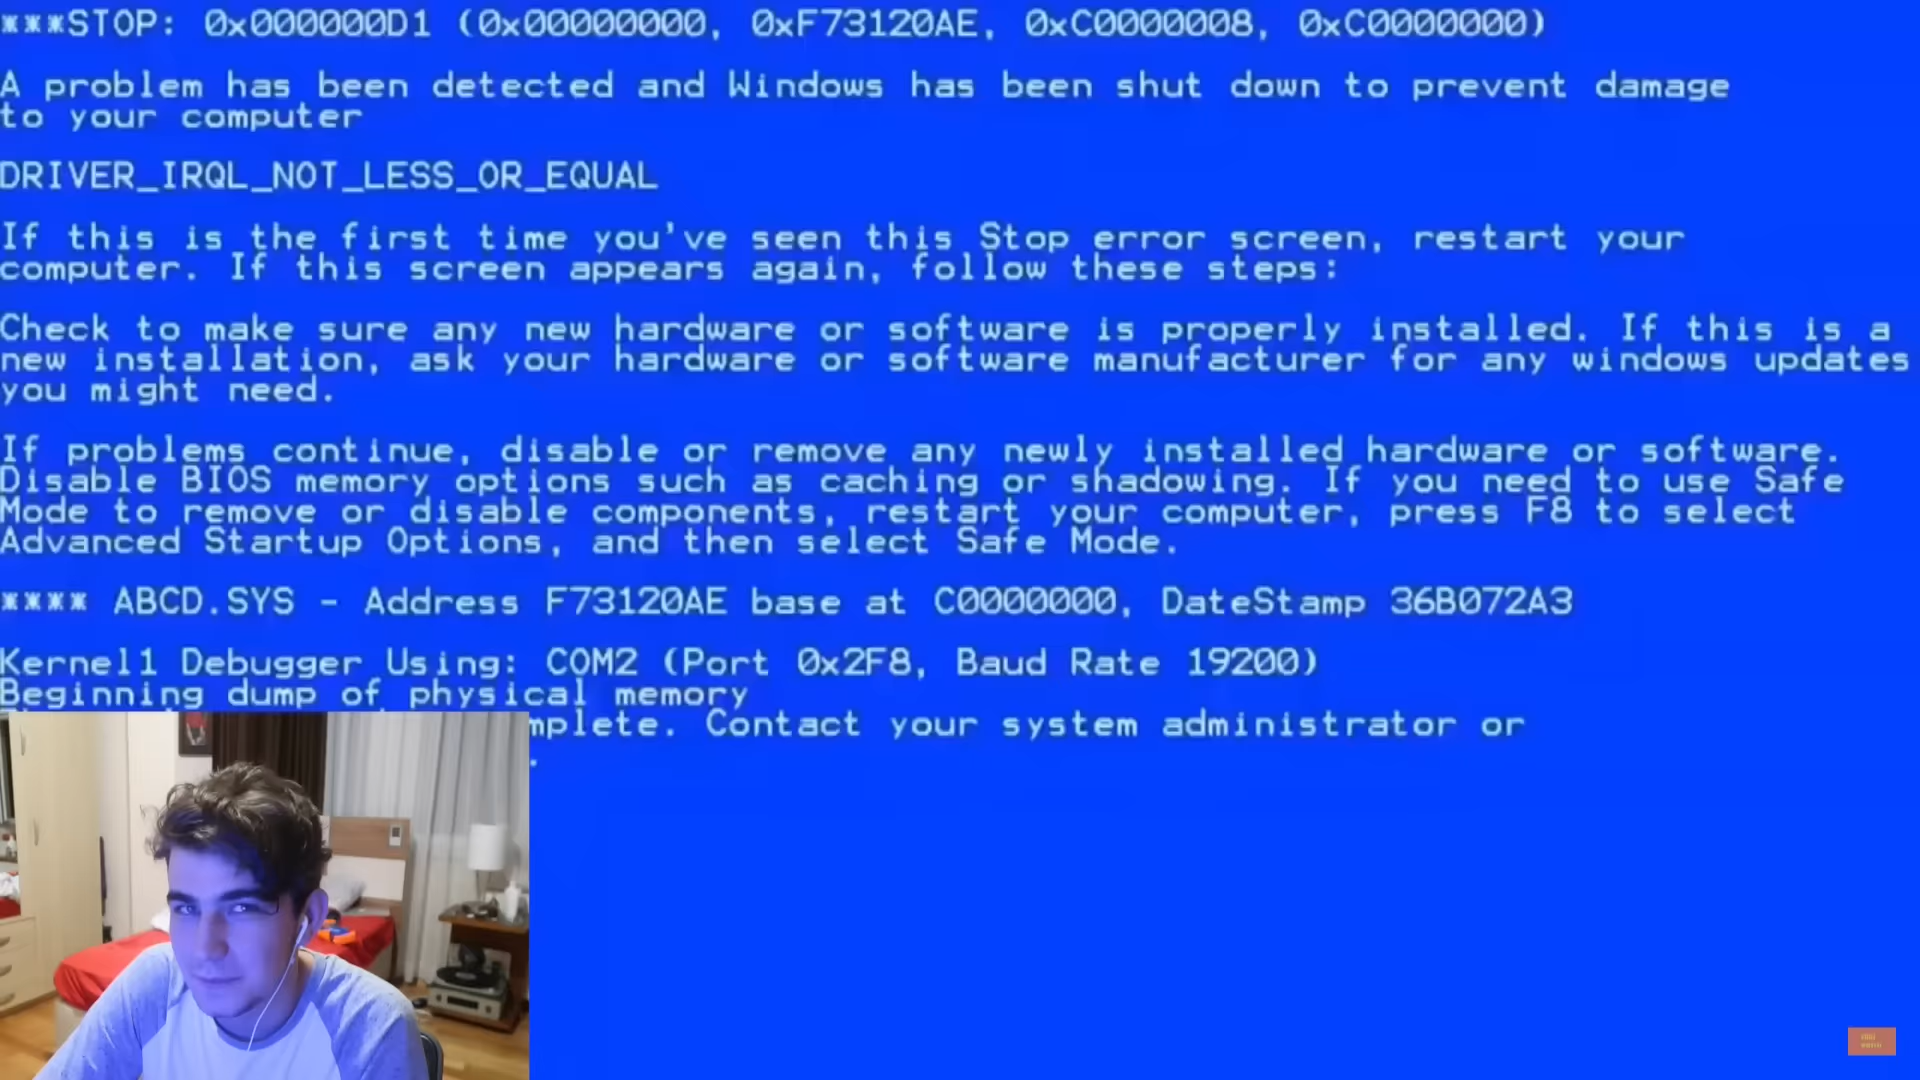 ***STOP: 0x000000D1 (0x00000000, 0xF73120AE, 0xC0000008, 0xC0000000)
A problem has been detected and Windows has been shut down to prevent damage
to your computer
DRIVER_IRQL_NOT_LESS_OR_EQUAL
If this is the first time you've seen this Stop error screen, restart your
computer. If this screen appears again, follow these steps:
Check to make sure any new hardware or software is properly installed. If this is a
new installation, ask your hardware or software manufacturer for any windows updates
you might need.
If problems continue, disable or remove any newly installed hardware or software.
Disable BIOS memory options such as caching or shadowing. If you need to use Safe
Mode to remove or disable components, restart your computer, press F8 to select
Advanced Startup Options, and then select Safe Mode.
**** ABCD.SYS - Address F73120AE base at C0000000, DateStamp 36B072A3
Kernel1 Debugger Using: COM2 (Port 0x2F8, Baud Rate 19200)
Beginning dump of physical memory
mplete. Contact your system administrator or
.